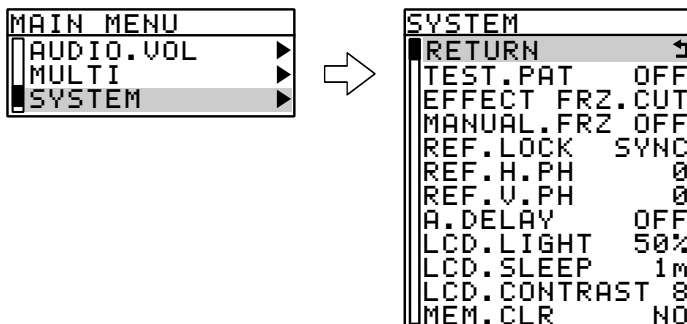 MAIN MENU
AUDIO.VOL
MULTI
SYSTEM
SYSTEM
RETURN
TEST.PAT OFF
EFFECT FRZ.CUT
MANUAL.FRZ OFF
REF.LOCK SYNC
REF.H.PH 0
REF.V.PH 0
A.DELAY OFF
LCD.LIGHT 50%
LCD.SLEEP 1m
LCD.CONTRAST 8
MEM.CLR NO